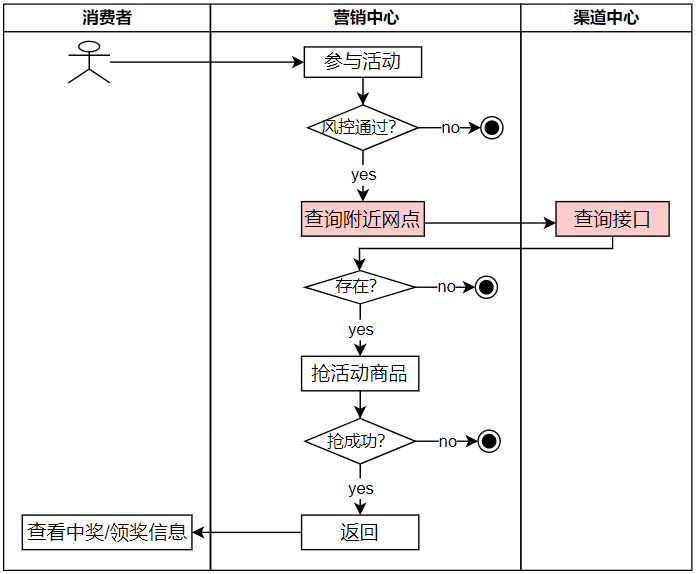 消费者
营销中心
渠道中心
参与活动
风控通过?
no
yes
查询附近网点
查询接口
存在?
no
yes
抢活动商品
抢成功?
no
yes
查看中奖/领奖信息
返回